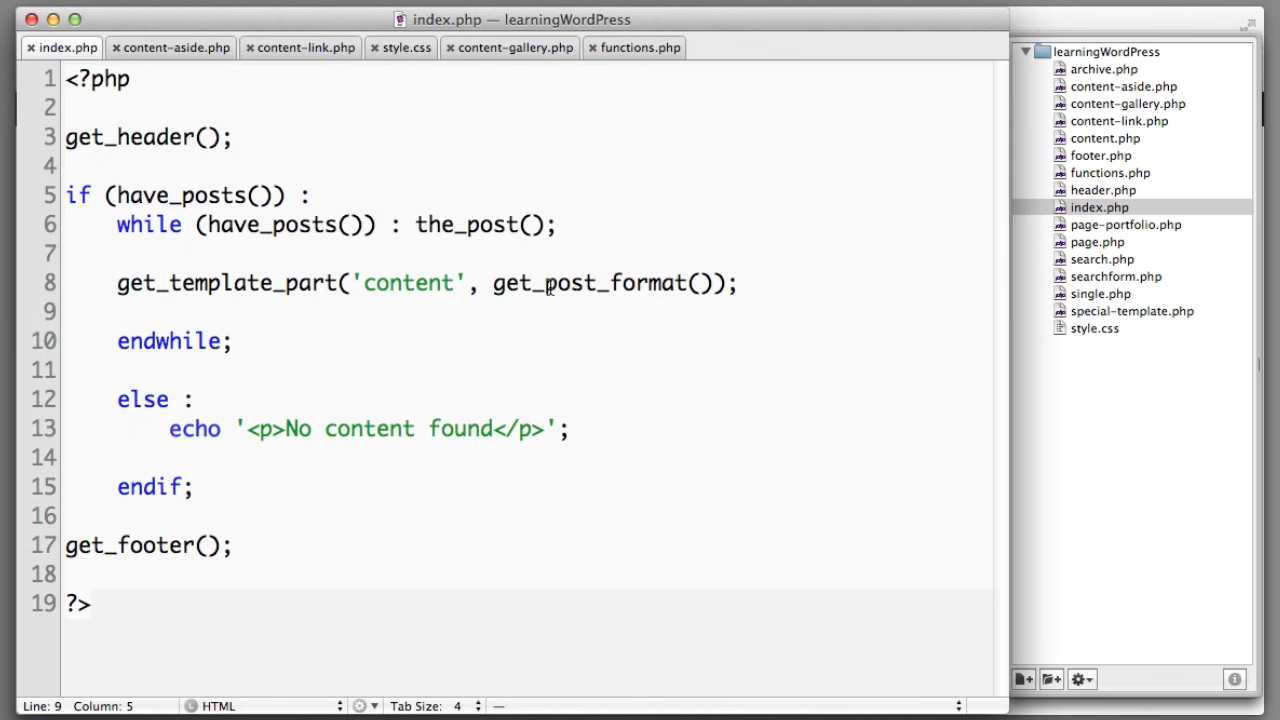 index.php — learningWordPress
index.php content-aside.php content-link.php style.css content-gallery.php functions.php
1 <?php
2
3 get_header();
4
5 if (have_posts()) :
6 while (have_posts()) : the_post();
7
8 get_template_part('content', get_post_format());
9
10 endwhile;
11
12 else :
13 echo '<p>No content found</p>';
14
15 endif;
16
17 get_footer();
18
19 ?>
Line: 9 Column: 5 HTML Tab Size: 4 —
learningWordPress
archive.php
content-aside.php
content-gallery.php
content-link.php
content.php
footer.php
functions.php
header.php
index.php
page-portfolio.php
page.php
search.php
searchform.php
single.php
special-template.php
style.css